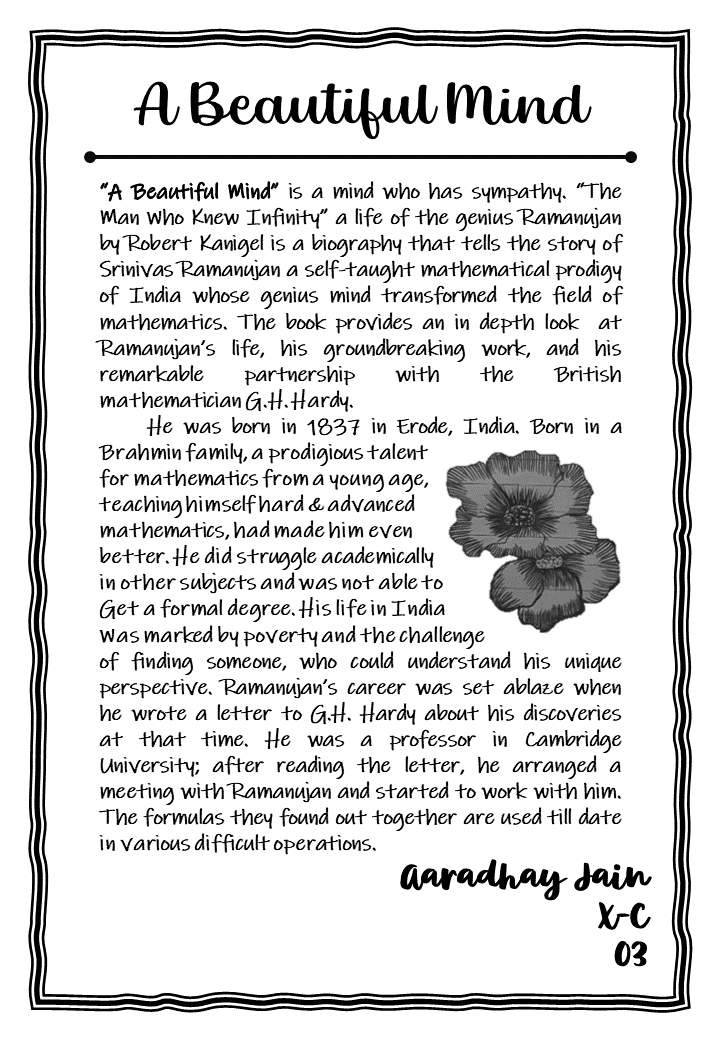 A Beautiful Mind
"A Beautiful Mind" is a mind who has sympathy. "The
Man Who Knew Infinity" a life of the genius Ramanujan
by Robert Kanigel is a biography that tells the story of
Srinivas Ramanujan a self-taught mathematical prodigy
of India whose genius mind transformed the field of
mathematics. The book provides an in depth look at
Ramanujan's life, his groundbreaking work, and his
remarkable partnership with the British
mathematician G.H. Hardy.
He was born in 1837 in Erode, India. Born in a
Brahmin family, a prodigious talent
for mathematics from a young age,
teaching himself hard & advanced
mathematics, had made him even
better. He did struggle academically
in other subjects and was not able to
Get a formal degree. His life in India
Was marked by poverty and the challenge
of finding someone, who could understand his unique
perspective. Ramanujan's career was set ablaze when
he wrote a letter to G.H. Hardy about his discoveries
at that time. He was a professor in Cambridge
University; after reading the letter, he arranged a
meeting with Ramanujan and started to work with him.
The formulas they found out together are used till date
in various difficult operations.
Aaradhay Jain
X-C
03